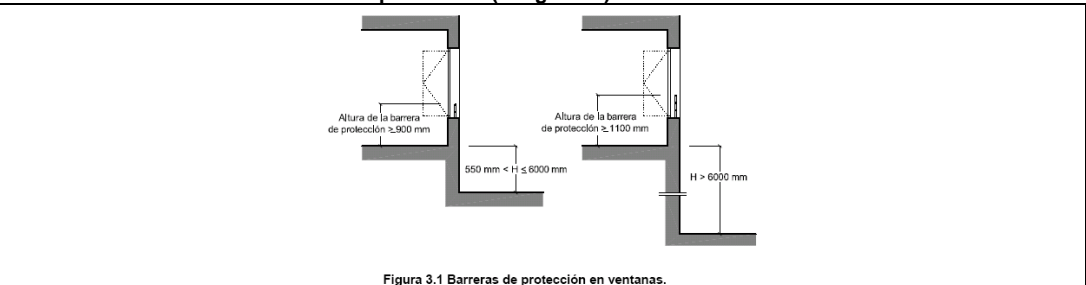 Altura de la barrera
de protección ≥900 mm
550 mm < H ≤ 6000 mm
Altura de la barrera
de protección ≥ 1100 mm
H > 6000 mm
Figura 3.1 Barreras de protección en ventanas.